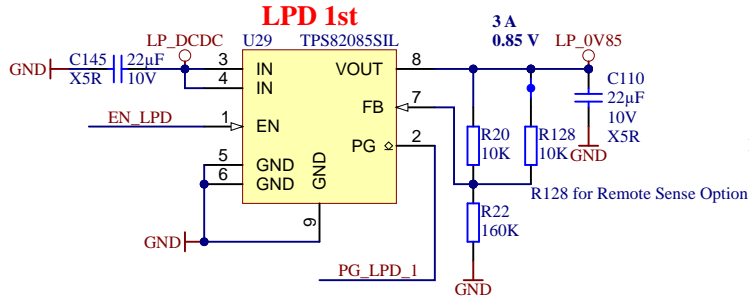 LPD 1st
LP_DCDC
U29
TPS82085SIL
3 A
0.85 V
LP_0V85
GND
C145
22µF
X5R
10V
3
IN
4
IN
VOUT
8
C110
22µF
10V
X5R
GND
EN_LPD
1
EN
FB
7
PG
2
R20
10K
R128
10K
5
GND
6
GND
GND
9
R128 for Remote Sense Option
R22
160K
GND
PG_LPD_1
GND